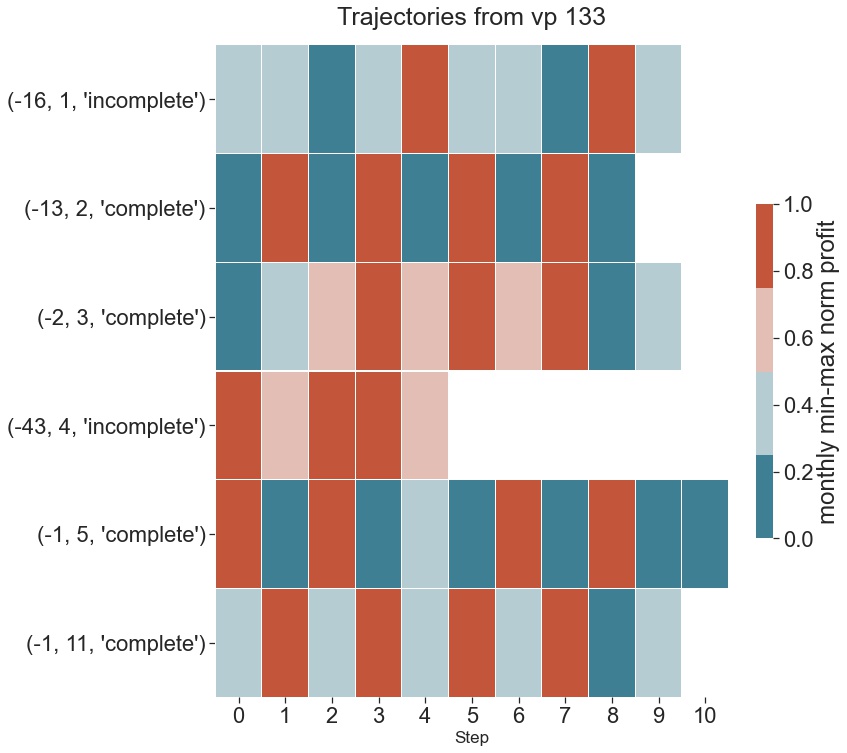 Trajectories from vp 133
(-16, 1, 'incomplete')
(-13, 2, 'complete')
(-2, 3, 'complete')
(-43, 4, 'incomplete')
(-1, 5, 'complete')
(-1, 11, 'complete')
0 1 2 3 4 5 6 7 8 9 10
Step
1.0
0.8
0.6
0.4
0.2
0.0
monthly min-max norm profit